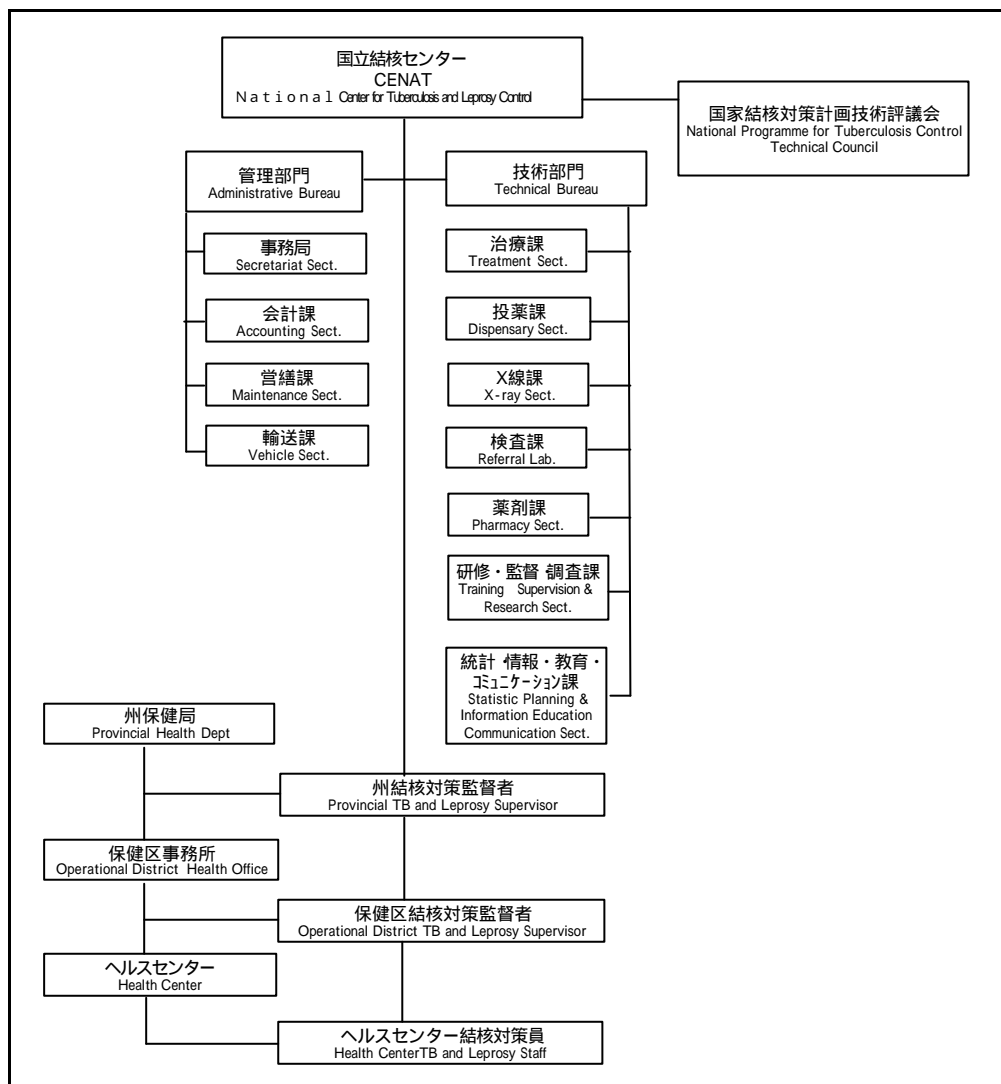 国立結核センター
CENAT
National Center for Tuberculosis and Leprosy Control
国家結核対策計画技術評議会
National Programme for Tuberculosis Control
Technical Council
管理部門
Administrative Bureau
技術部門
Technical Bureau
事務局
Secretariat Sect.
会計課
Accounting Sect.
営繕課
Maintenance Sect.
輸送課
Vehicle Sect.
治療課
Treatment Sect.
投薬課
Dispensary Sect.
X線課
X-ray Sect.
検査課
Referral Lab.
薬剤課
Pharmacy Sect.
研修・監督・調査課
Training Supervision &
Research Sect.
統計・情報・教育・
コミュニケーション課
Statistic Planning &
Information Education
Communication Sect.
州保健局
Provincial Health Dept
州結核対策監督者
Provincial TB and Leprosy Supervisor
保健区事務所
Operational District Health Office
保健区結核対策監督者
Operational District TB and Leprosy Supervisor
ヘルスセンター
Health Center
ヘルスセンター結核対策員
Health CenterTB and Leprosy Staff